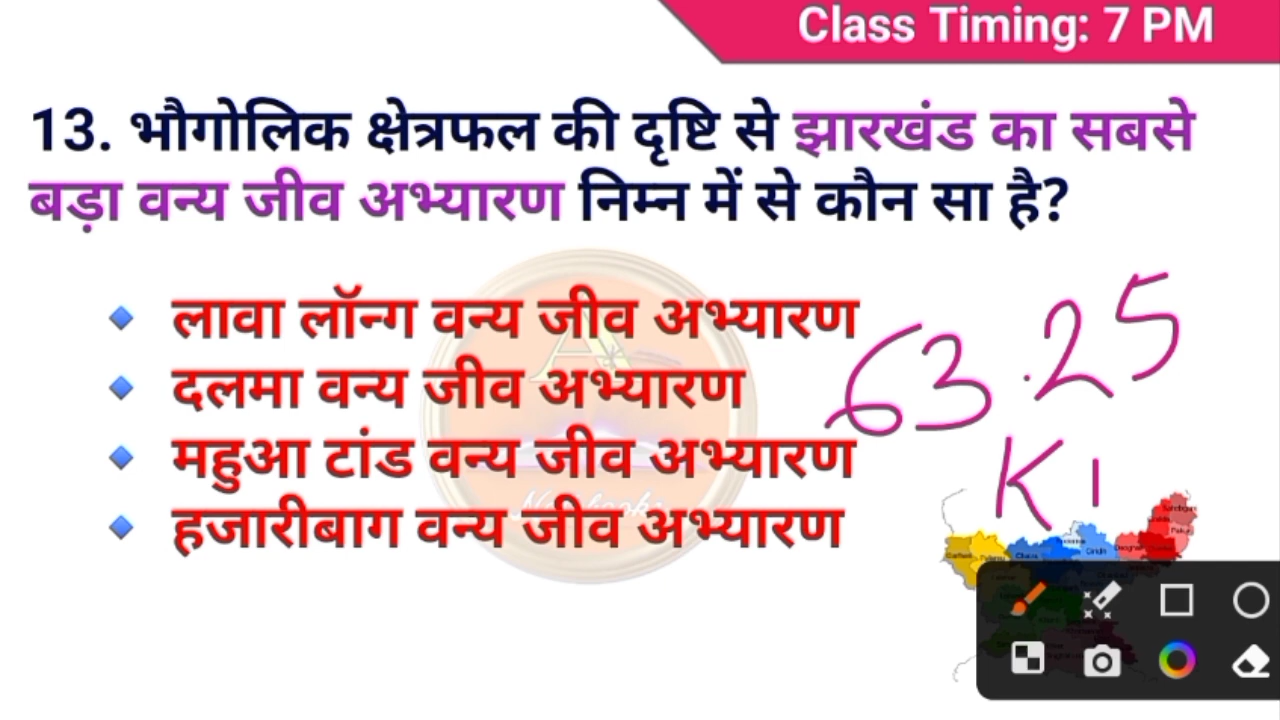 Class Timing: 7 PM
13. भौगोलिक क्षेत्रफल की दृष्टि से झारखंड का सबसे
बड़ा वन्य जीव अभ्यारण निम्न में से कौन सा है?
लावा लॉन्ग वन्य जीव अभ्यारण
दलमा वन्य जीव अभ्यारण
महुआ टांड वन्य जीव अभ्यारण
हजारीबाग वन्य जीव अभ्यारण
63.25
K1